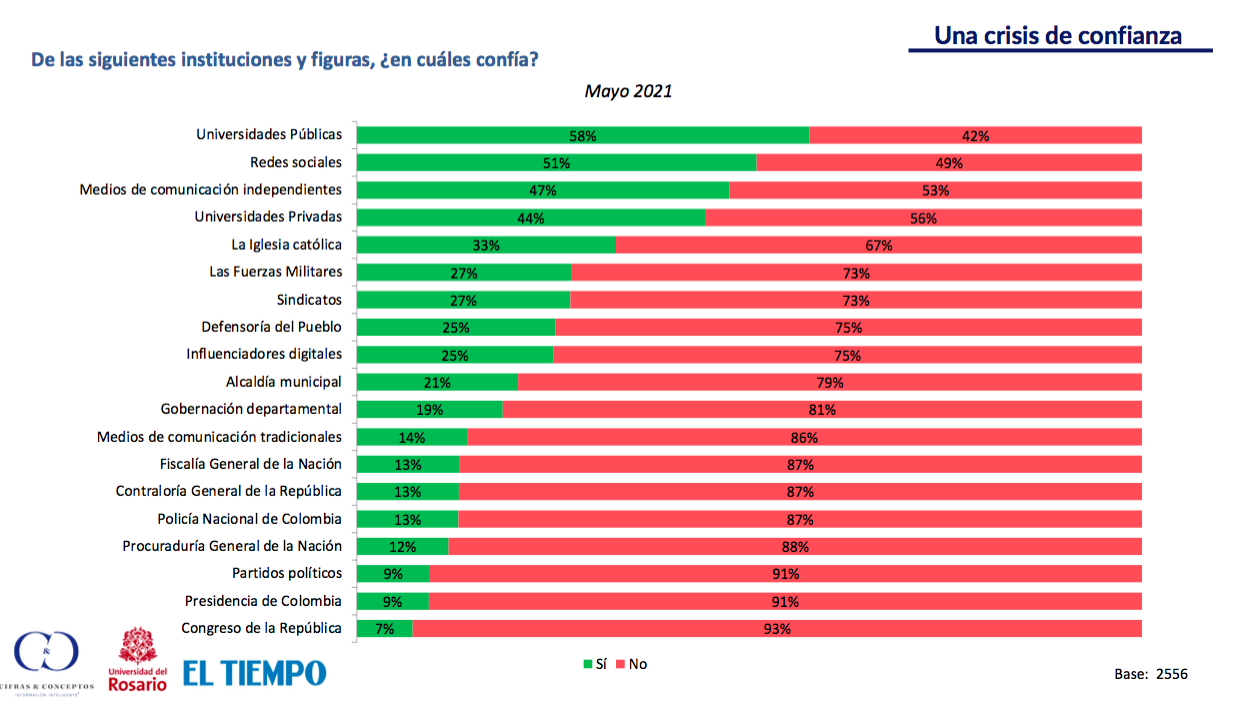 Una crisis de confianza
De las siguientes instituciones y figuras, ¿en cuáles confía?
Mayo 2021
Universidades Públicas 58% 42%
Redes sociales 51% 49%
Medios de comunicación independientes 47% 53%
Universidades Privadas 44% 56%
La Iglesia católica 33% 67%
Las Fuerzas Militares 27% 73%
Sindicatos 27% 73%
Defensoría del Pueblo 25% 75%
Influenciadores digitales 25% 75%
Alcaldía municipal 21% 79%
Gobernación departamental 19% 81%
Medios de comunicación tradicionales 14% 86%
Fiscalía General de la Nación 13% 87%
Contraloría General de la República 13% 87%
Policía Nacional de Colombia 13% 87%
Procuraduría General de la Nación 12% 88%
Partidos políticos 9% 91%
Presidencia de Colombia 9% 91%
Congreso de la República 7% 93%
Sí No
C&C
CIFRAS & CONCEPTOS
INFORMACIÓN INTELIGENTE
Universidad del
Rosario
EL TIEMPO
Base: 2556